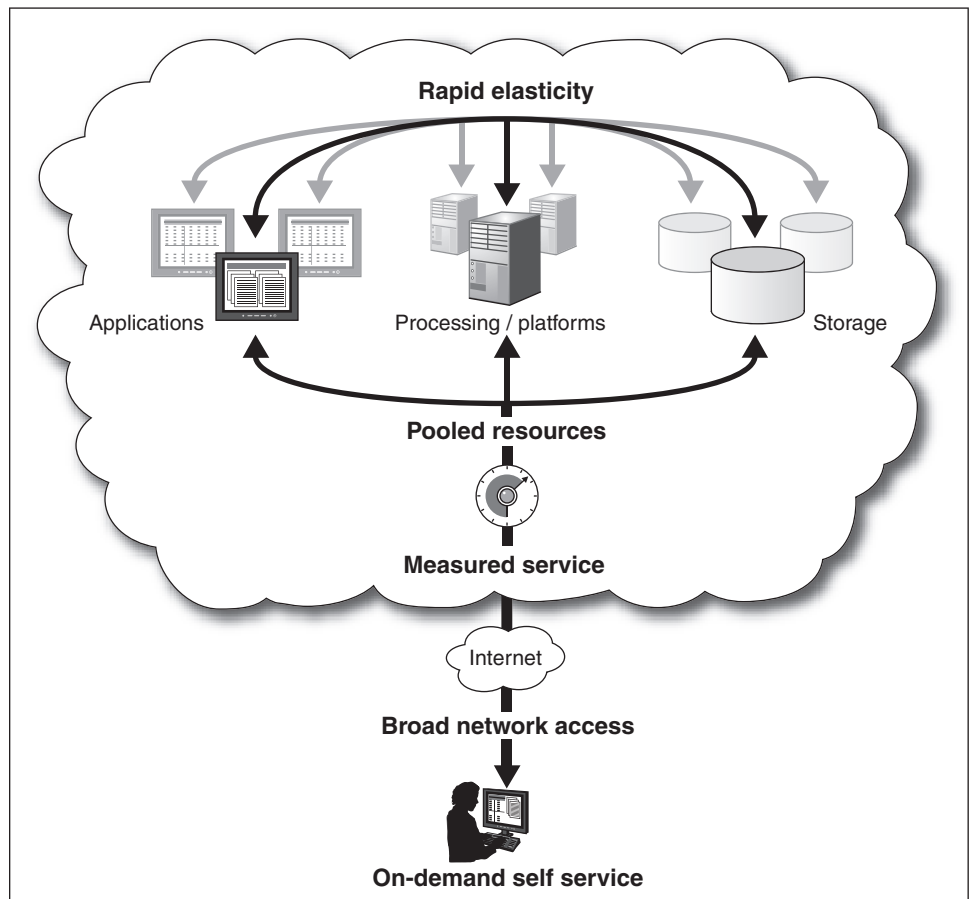 Rapid elasticity
Applications
Processing / platforms
Storage
Pooled resources
Measured service
Internet
Broad network access
On-demand self service